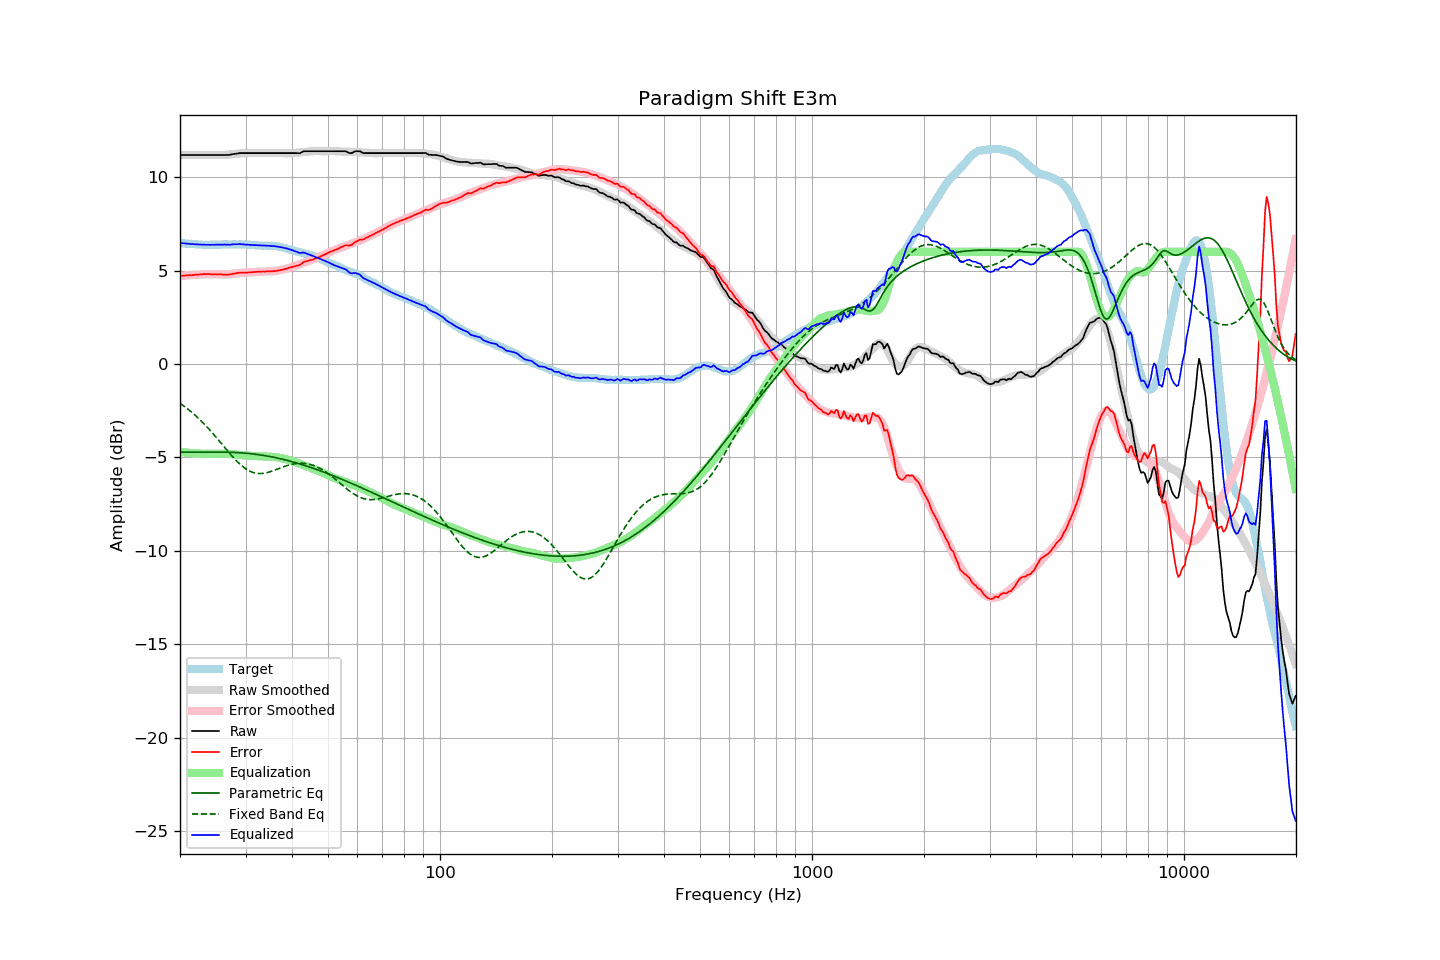 Paradigm Shift E3m
Amplitude (dBr)
10
5
0
−5
−10
−15
−20
−25
Target
Raw Smoothed
Error Smoothed
Raw
Error
Equalization
Parametric Eq
Fixed Band Eq
Equalized
100
1000
10000
Frequency (Hz)